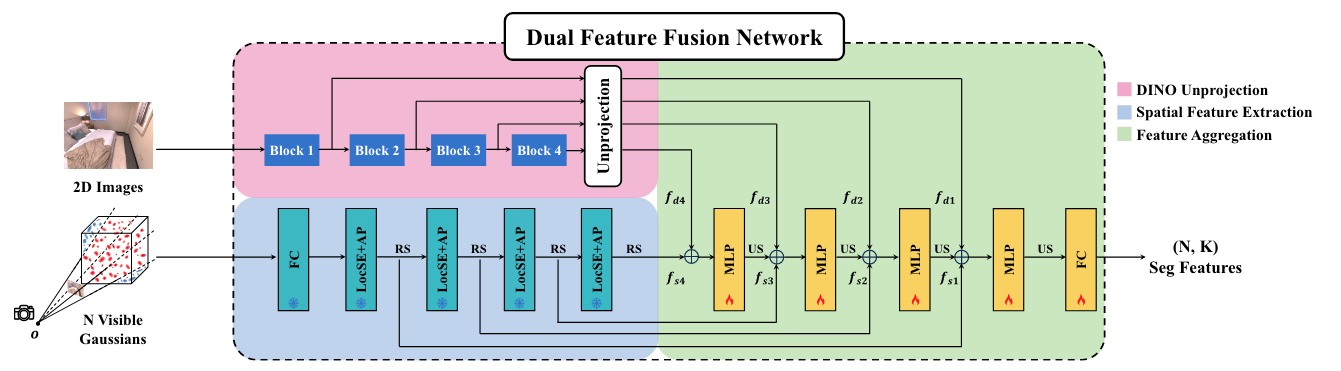 Dual Feature Fusion Network
Block 1
Block 2
Block 3
Block 4
Unprojection
2D Images
N Visible
Gaussians
o
FC
LocSE+AP
RS
LocSE+AP
RS
LocSE+AP
RS
LocSE+AP
RS
f_{d4}
f_{s4}
MLP
US
f_{d3}
f_{s3}
MLP
US
f_{d2}
f_{s2}
MLP
US
f_{d1}
f_{s1}
MLP
US
FC
(N, K)
Seg Features
DINO Unprojection
Spatial Feature Extraction
Feature Aggregation